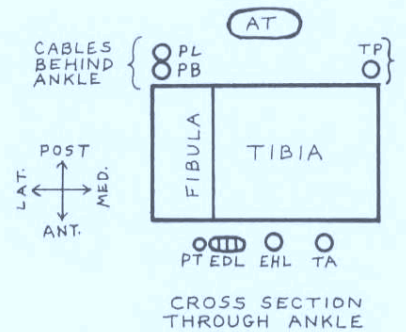 AT
CABLES
BEHIND
ANKLE
PL
PB
TP
FIBULA
TIBIA
POST
LAT.
MED.
ANT.
PT EDL EHL TA
CROSS SECTION
THROUGH ANKLE